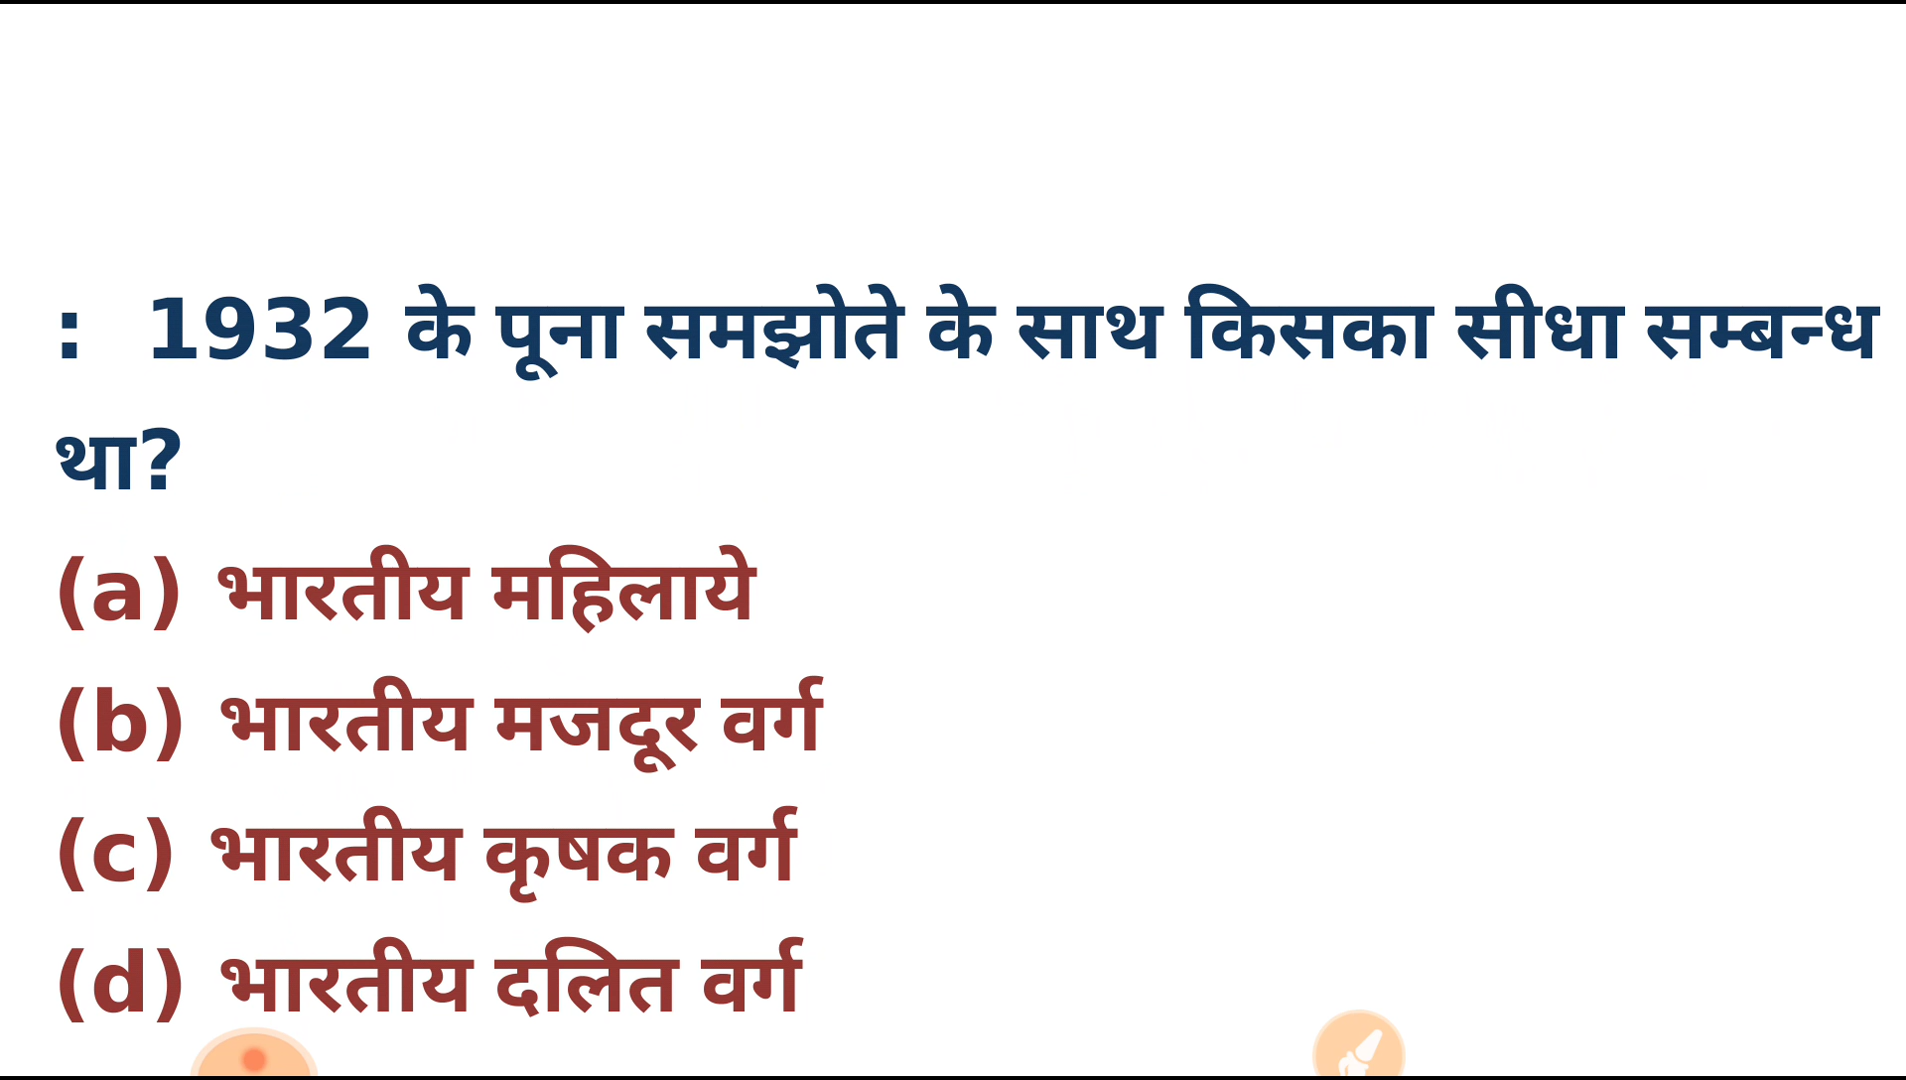 : 1932 के पूना समझोते के साथ किसका सीधा सम्बन्ध
था?
(a) भारतीय महिलाये
(b) भारतीय मजदूर वर्ग
(c) भारतीय कृषक वर्ग
(d) भारतीय दलित वर्ग